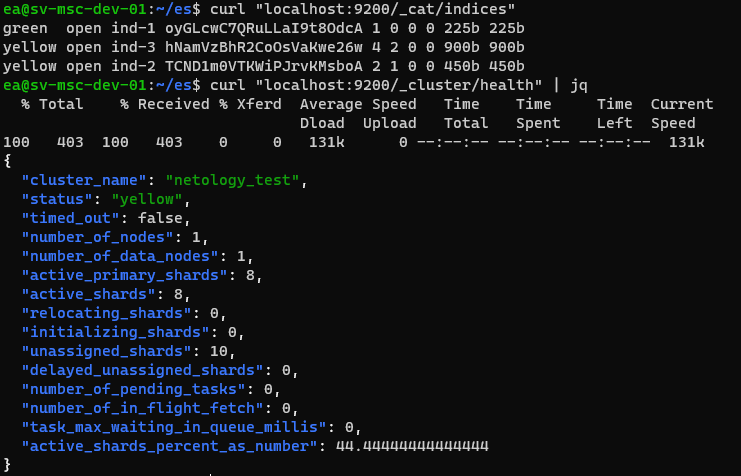 ea@sv-msc-dev-01:~/es$ curl "localhost:9200/_cat/indices"
green  open ind-1 oyGLcwC7QRuLLaI9t8OdcA 1 0 0 0 225b 225b
yellow open ind-3 hNamVzBhR2CoOsVaKwe26w 4 2 0 0 900b 900b
yellow open ind-2 TCND1m0VTKWiPJrvKMsboA 2 1 0 0 450b 450b
ea@sv-msc-dev-01:~/es$ curl "localhost:9200/_cluster/health" | jq
  % Total    % Received % Xferd  Average Speed   Time    Time     Time  Current
                                 Dload  Upload   Total   Spent    Left  Speed
100   403  100   403    0     0   131k      0 --:--:-- --:--:-- --:--:--  131k
{
  "cluster_name": "netology_test",
  "status": "yellow",
  "timed_out": false,
  "number_of_nodes": 1,
  "number_of_data_nodes": 1,
  "active_primary_shards": 8,
  "active_shards": 8,
  "relocating_shards": 0,
  "initializing_shards": 0,
  "unassigned_shards": 10,
  "delayed_unassigned_shards": 0,
  "number_of_pending_tasks": 0,
  "number_of_in_flight_fetch": 0,
  "task_max_waiting_in_queue_millis": 0,
  "active_shards_percent_as_number": 44.44444444444444
}